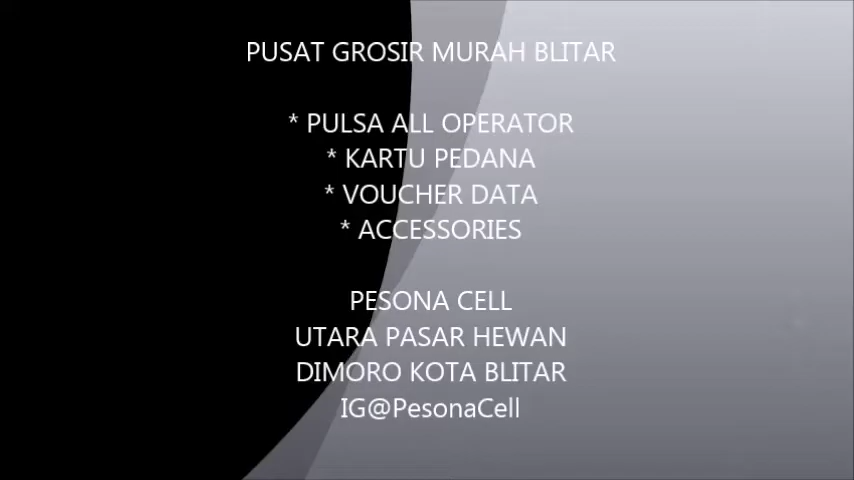 PUSAT GROSIR MURAH BLITAR
* PULSA ALL OPERATOR
* KARTU PEDANA
* VOUCHER DATA
* ACCESSORIES
PESONA CELL
UTARA PASAR HEWAN
DIMORO KOTA BLITAR
IG@PesonaCell